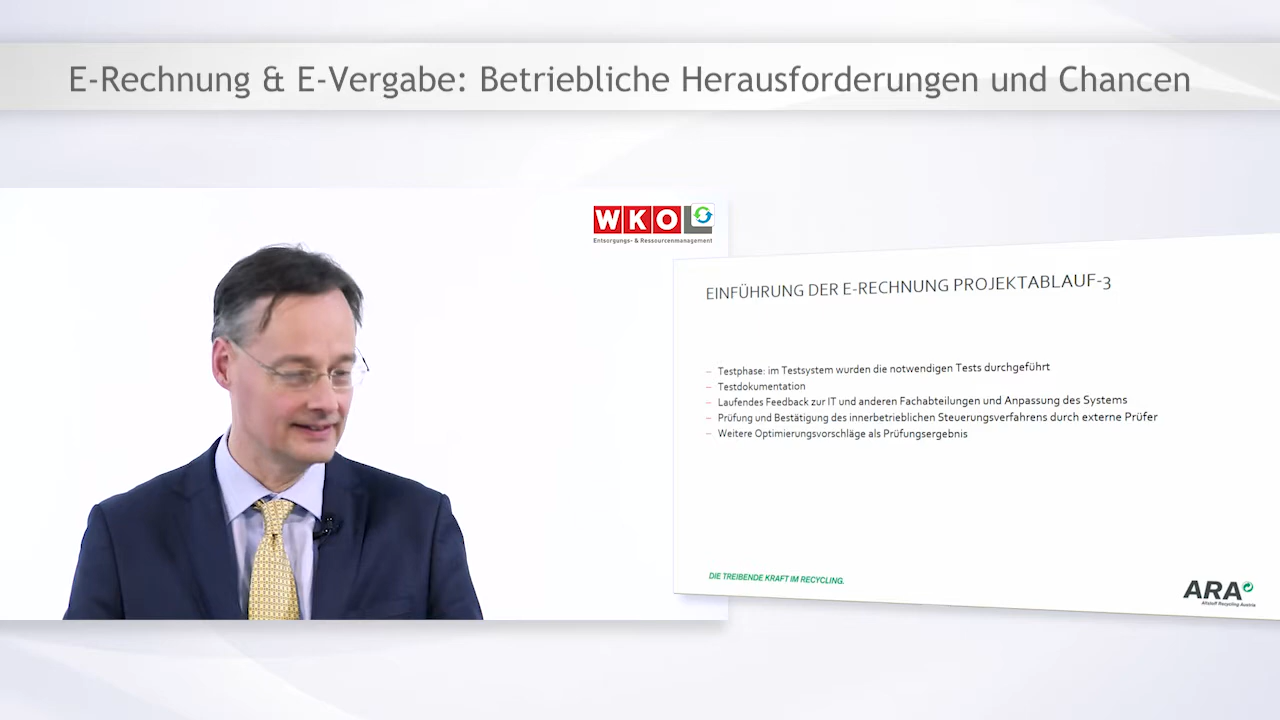 E-Rechnung & E-Vergabe: Betriebliche Herausforderungen und Chancen
WKO
Entsorgungs- & Ressourcenmanagement
EINFÜHRUNG DER E-RECHNUNG PROJEKTABLAUF-3
– Testphase: im Testsystem wurden die notwendigen Tests durchgeführt
– Testdokumentation
– Laufendes Feedback zur IT und anderen Fachabteilungen und Anpassung des Systems
– Prüfung und Bestätigung des innerbetrieblichen Steuerungsverfahrens durch externe Prüfer
– Weitere Optimierungsvorschläge als Prüfungsergebnis
DIE TREIBENDE KRAFT IM RECYCLING.
ARA
Altstoff Recycling Austria